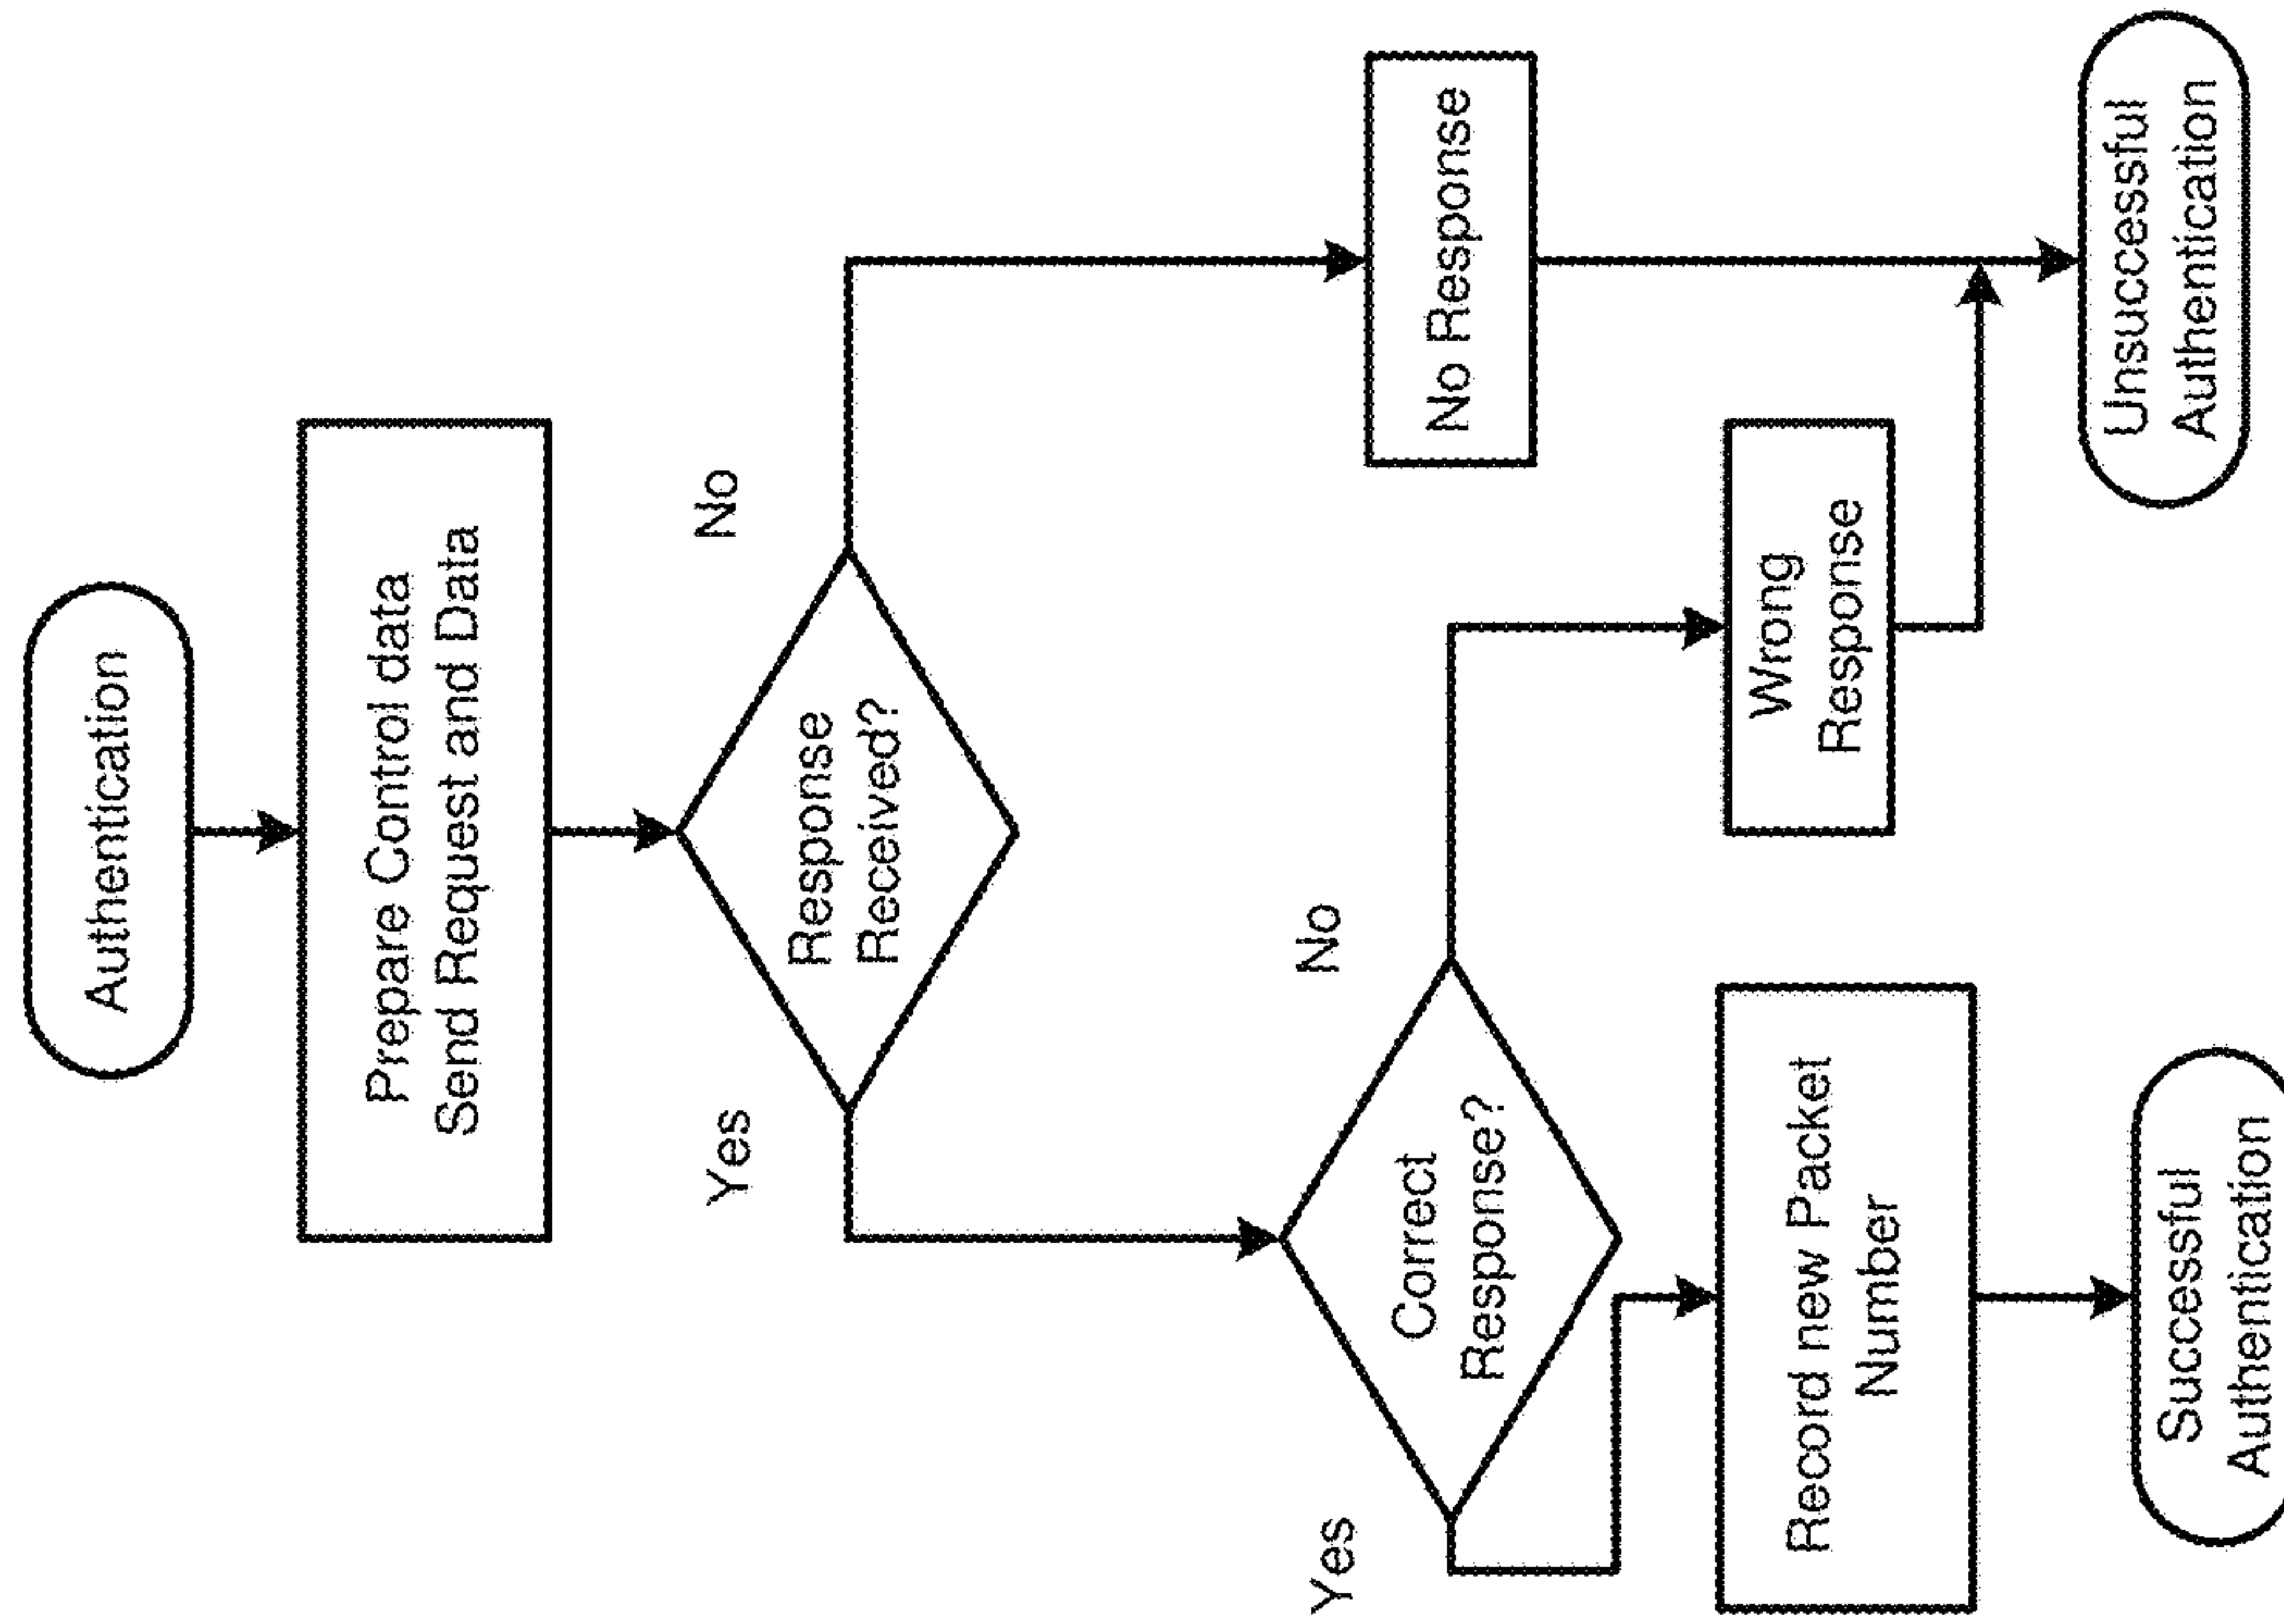 Authentication
Prepare Control data
Send Request and Data
Yes
No
Response
Received?
Yes
No
Correct
Response?
No Response
Wrong
Response
Record new Packet
Number
Successful
Authentication
Unsuccessful
Authentication